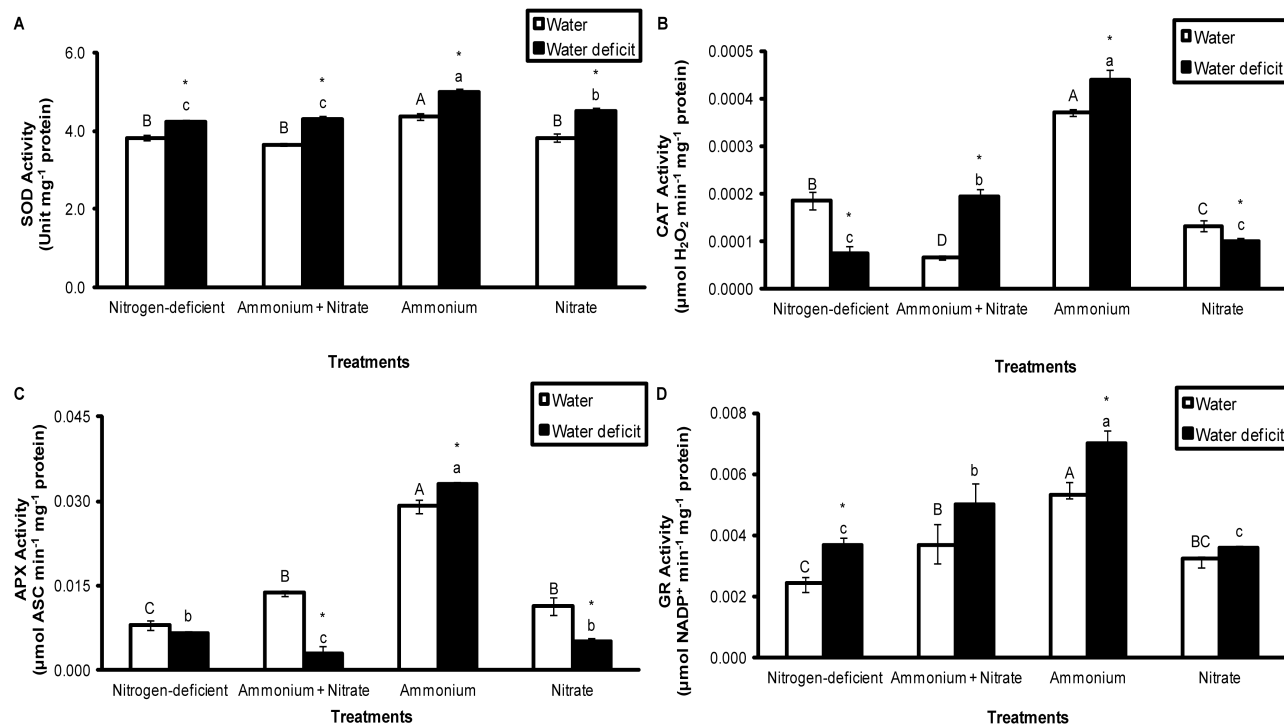 A
Water
Water deficit
SOD Activity
(Unit mg⁻¹ protein)
6.0
4.0
2.0
0.0
B
*
c
B
*
c
A
*
a
B
*
b
Nitrogen-deficient
Ammonium + Nitrate
Ammonium
Nitrate
Treatments
B
Water
Water deficit
CAT Activity
(µmol H₂O₂ min⁻¹ mg⁻¹ protein)
0.0005
0.0004
0.0003
0.0002
0.0001
0.0000
B
*
c
D
*
b
A
*
a
C
*
c
Nitrogen-deficient
Ammonium + Nitrate
Ammonium
Nitrate
Treatments
C
Water
Water deficit
APX Activity
(µmol ASC min⁻¹ mg⁻¹ protein)
0.045
0.030
0.015
0.000
C
b
B
*
c
A
*
a
B
*
b
Nitrogen-deficient
Ammonium + Nitrate
Ammonium
Nitrate
Treatments
D
Water
Water deficit
GR Activity
(µmol NADP⁺ min⁻¹ mg⁻¹ protein)
0.008
0.006
0.004
0.002
0.000
C
*
c
B
b
A
*
a
BC
c
Nitrogen-deficient
Ammonium + Nitrate
Ammonium
Nitrate
Treatments